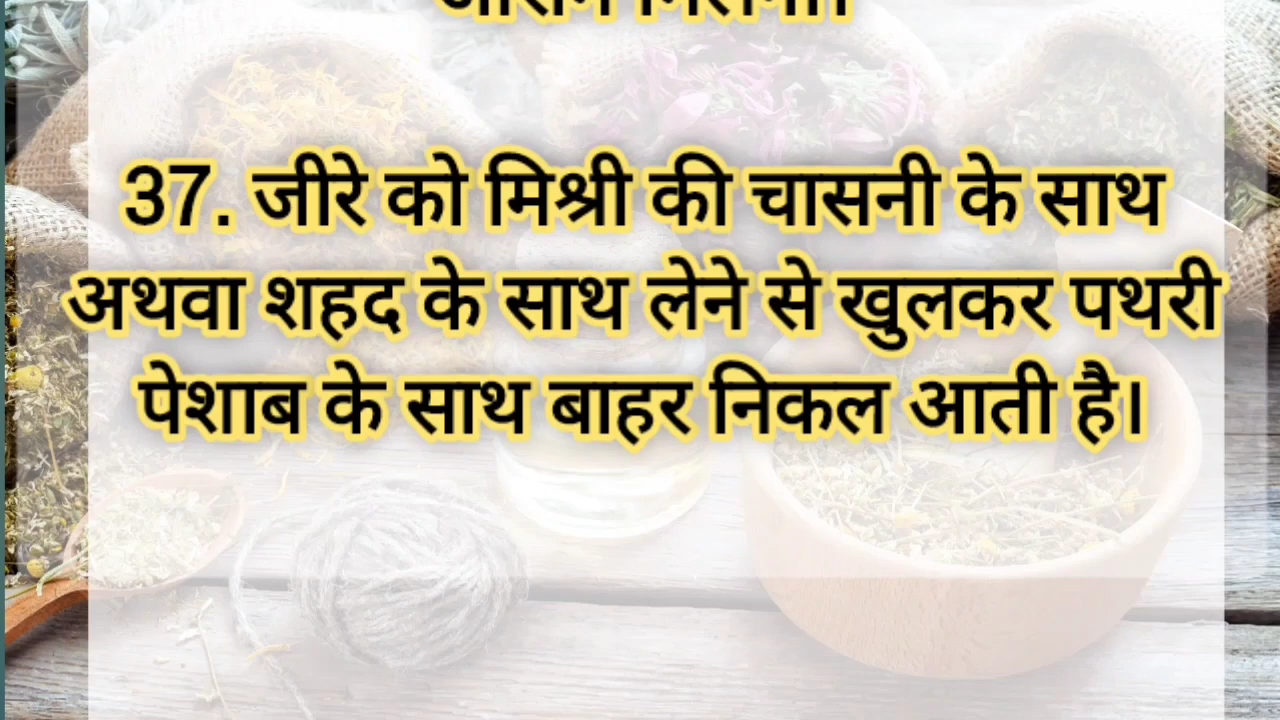 37. जीरे को मिश्री की चासनी के साथ
अथवा शहद के साथ लेने से खुलकर पथरी
पेशाब के साथ बाहर निकल आती है।